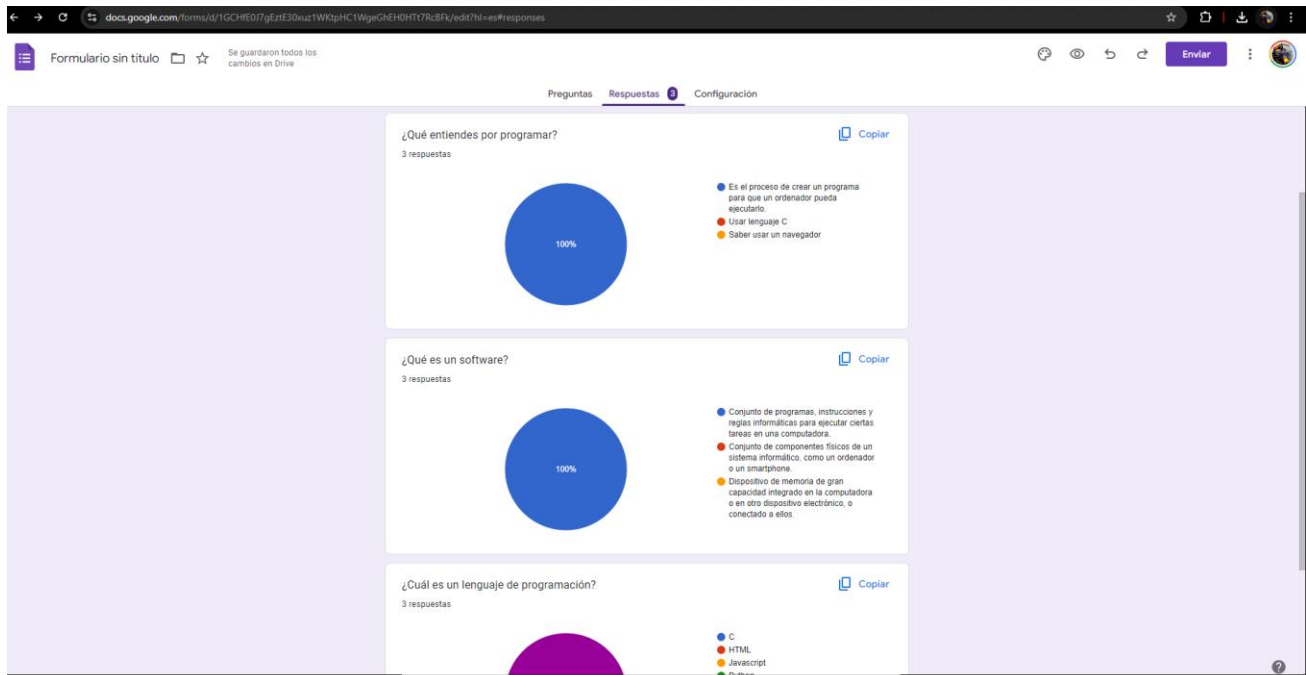 docs.google.com/forms/d/1GCHfE0J7gEztE30xuz1WKtpHC1WgeGhEH0HTt7RcBFk/edit?hl=es#responses
Formulario sin título
Se guardaron todos los
cambios en Drive
Enviar
Preguntas Respuestas 3 Configuración
¿Qué entiendes por programar?
Copiar
3 respuestas
100%
Es el proceso de crear un programa
para que un ordenador pueda
ejecutarlo.
Usar lenguaje C
Saber usar un navegador
¿Qué es un software?
Copiar
3 respuestas
100%
Conjunto de programas, instrucciones y
reglas informáticas para ejecutar ciertas
tareas en una computadora.
Conjunto de componentes físicos de un
sistema informático, como un ordenador
o un smartphone.
Dispositivo de memoria de gran
capacidad integrado en la computadora
o en otro dispositivo electrónico, o
conectado a ellos.
¿Cuál es un lenguaje de programación?
Copiar
3 respuestas
C
HTML
Javascript
Python